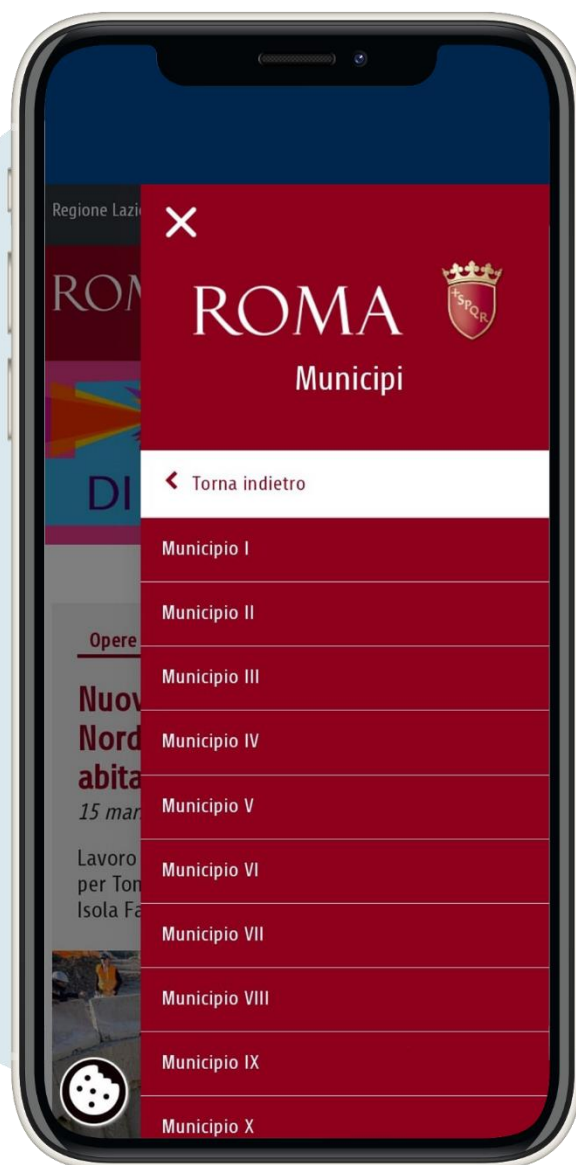 Regione Lazi
ROM
ROMA
SPQR
Municipi
DI
Torna indietro
Municipio I
Municipio II
Municipio III
Municipio IV
Municipio V
Municipio VI
Municipio VII
Municipio VIII
Municipio IX
Municipio X
Opere
Nuov
Nord
abita
15 mar
Lavoro
per Ton
Isola Fa